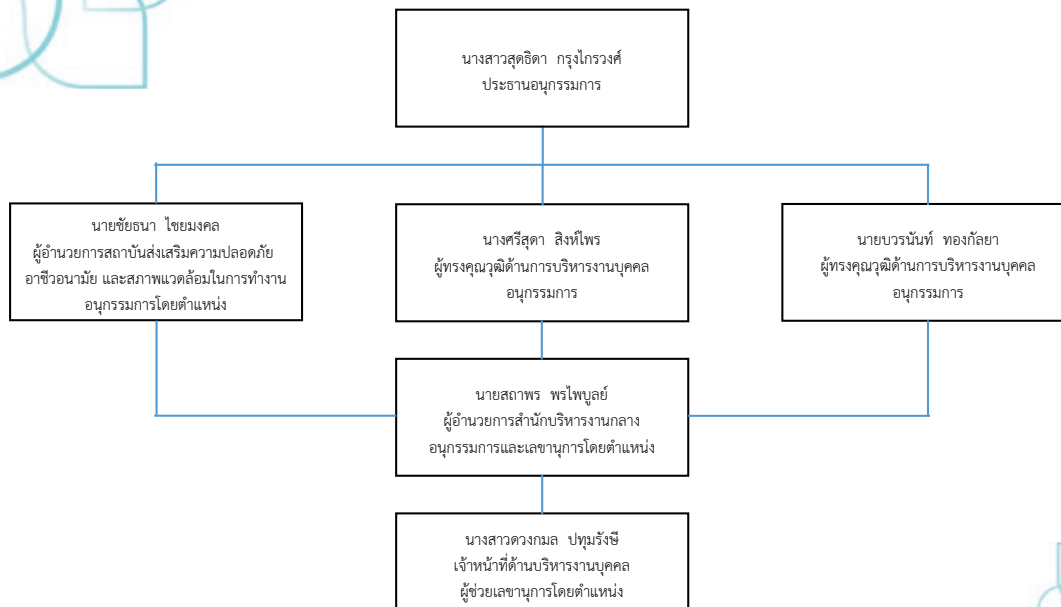 นางสาวสุดธิดา กรุงไกรวงศ์
ประธานอนุกรรมการ
นายชัยธนา ไชยมงคล
ผู้อำนวยการสถาบันส่งเสริมความปลอดภัย
อาชีวอนามัย และสภาพแวดล้อมในการทำงาน
อนุกรรมการโดยตำแหน่ง
นางศรีสุดา สิงห์ไพร
ผู้ทรงคุณวุฒิด้านการบริหารงานบุคคล
อนุกรรมการ
นายบวรนันท์ ทองกัลยา
ผู้ทรงคุณวุฒิด้านการบริหารงานบุคคล
อนุกรรมการ
นายสถาพร พรไพบูลย์
ผู้อำนวยการสำนักบริหารงานกลาง
อนุกรรมการและเลขานุการโดยตำแหน่ง
นางสาวดวงกมล ปทุมรังษี
เจ้าหน้าที่ด้านบริหารงานบุคคล
ผู้ช่วยเลขานุการโดยตำแหน่ง